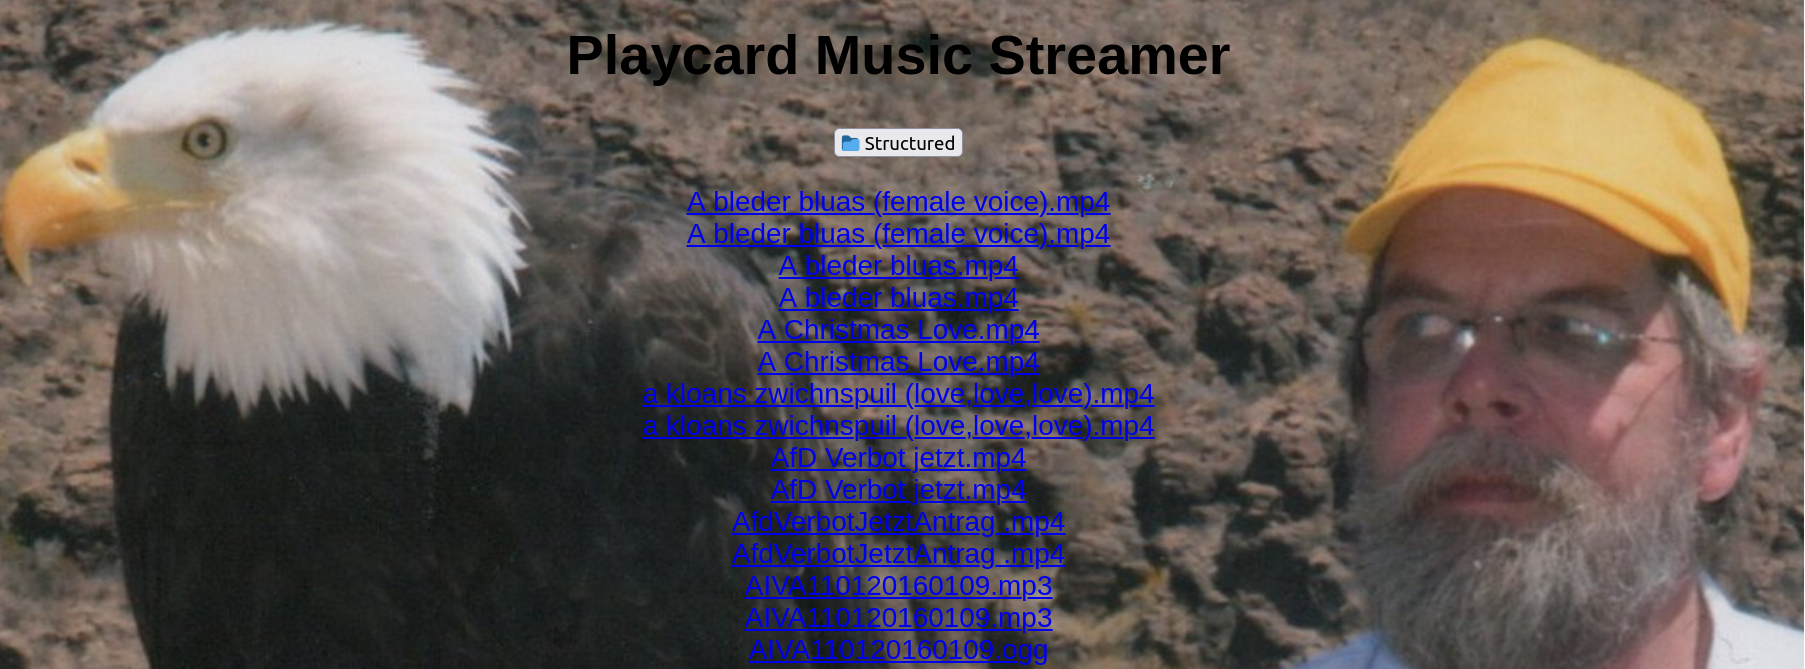 Playcard Music Streamer
Structured
A bleder bluas (female voice).mp4
A bleder bluas (female voice).mp4
A bleder bluas.mp4
A bleder bluas.mp4
A Christmas Love.mp4
A Christmas Love.mp4
a kloans zwichnspuil (love,love,love).mp4
a kloans zwichnspuil (love,love,love).mp4
AfD Verbot jetzt.mp4
AfD Verbot jetzt.mp4
AfdVerbotJetztAntrag .mp4
AfdVerbotJetztAntrag .mp4
AIVA110120160109.mp3
AIVA110120160109.mp3
AIVA110120160109.ogg